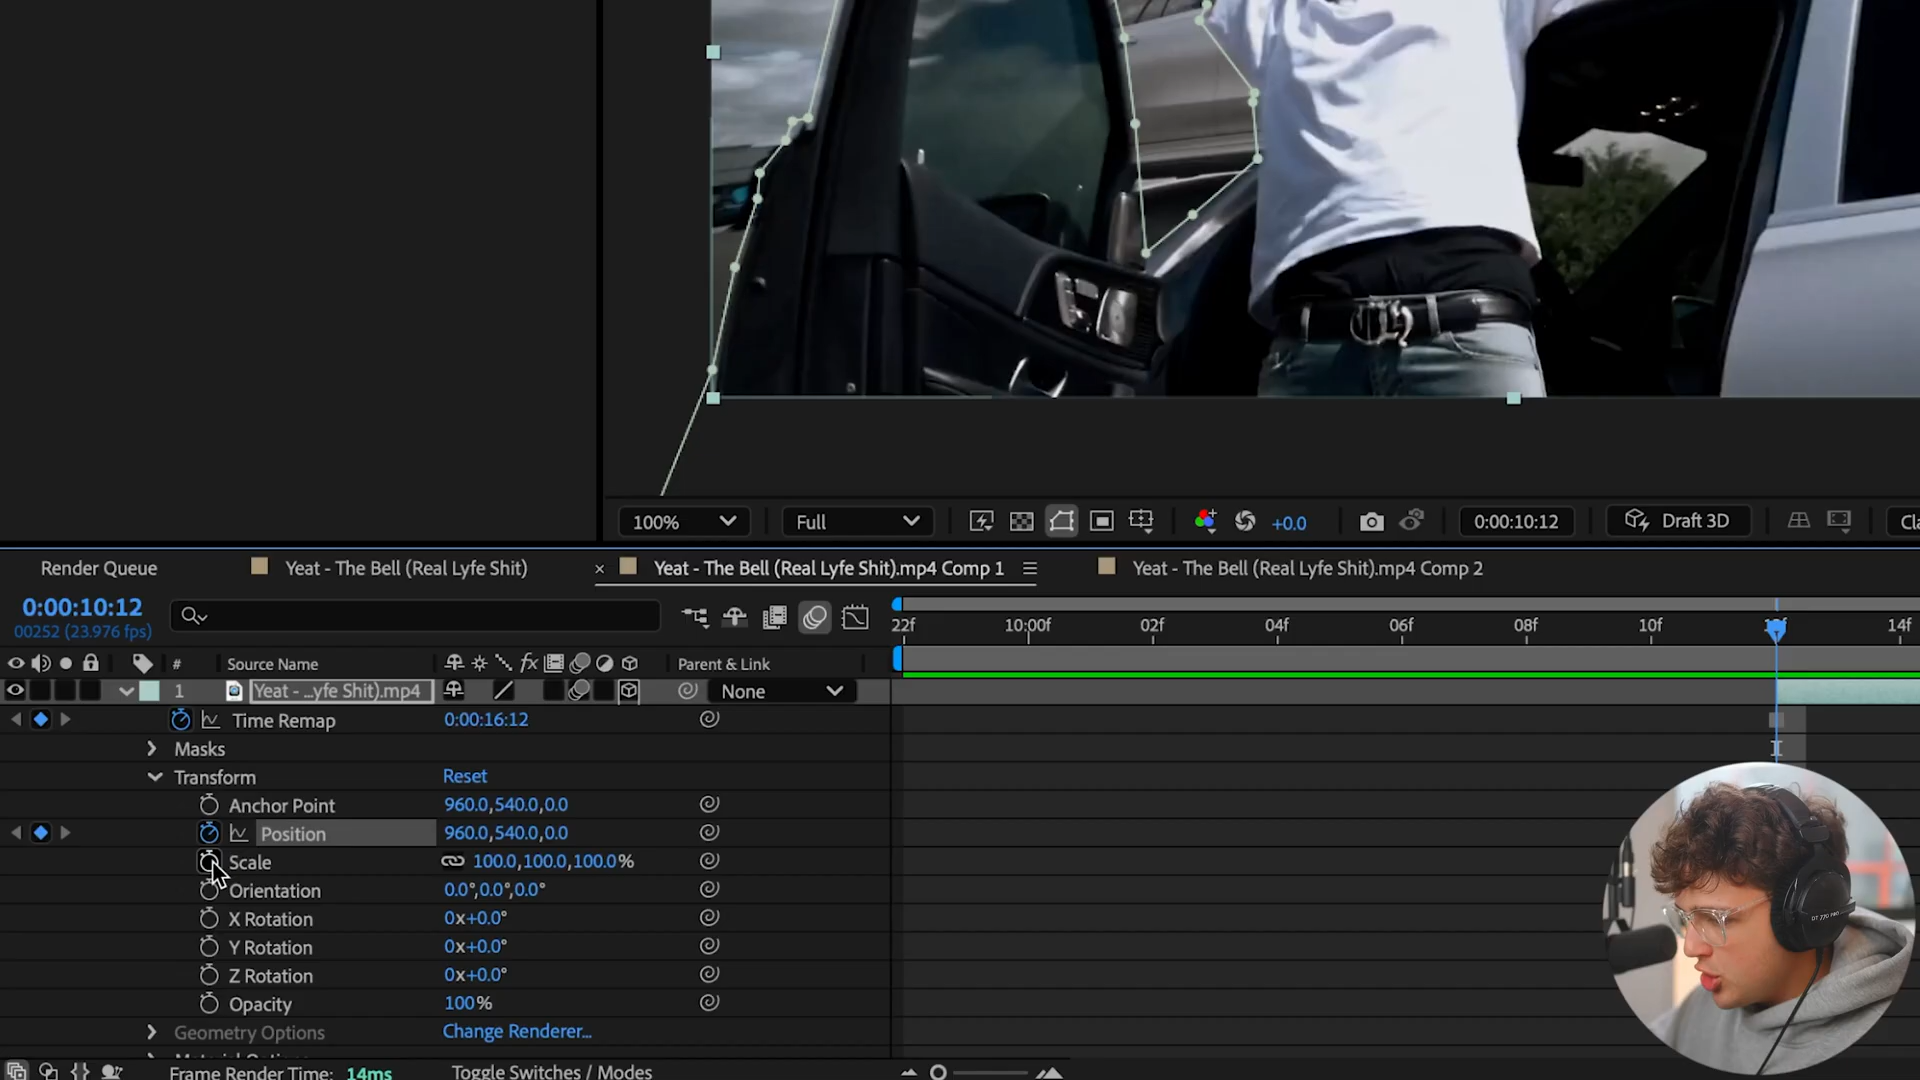 100%
Full
+0.0
0:00:10:12
Draft 3D
Cla
Render Queue
Yeat - The Bell (Real Lyfe Shit)
× Yeat - The Bell (Real Lyfe Shit).mp4 Comp 1
Yeat - The Bell (Real Lyfe Shit).mp4 Comp 2
0:00:10:12
00252 (23.976 fps)
22f 10:00f 02f 04f 06f 08f 10f 14f
# Source Name fx Parent & Link
1 Yeat - ...yfe Shit).mp4 None
Time Remap 0:00:16:12
Masks
Transform Reset
Anchor Point 960.0,540.0,0.0
Position 960.0,540.0,0.0
Scale 100.0,100.0,100.0%
Orientation 0.0°,0.0°,0.0°
X Rotation 0x+0.0°
Y Rotation 0x+0.0°
Z Rotation 0x+0.0°
Opacity 100%
Geometry Options Change Renderer...
Frame Render Time: 14ms Toggle Switches / Modes
DT 770 PRO